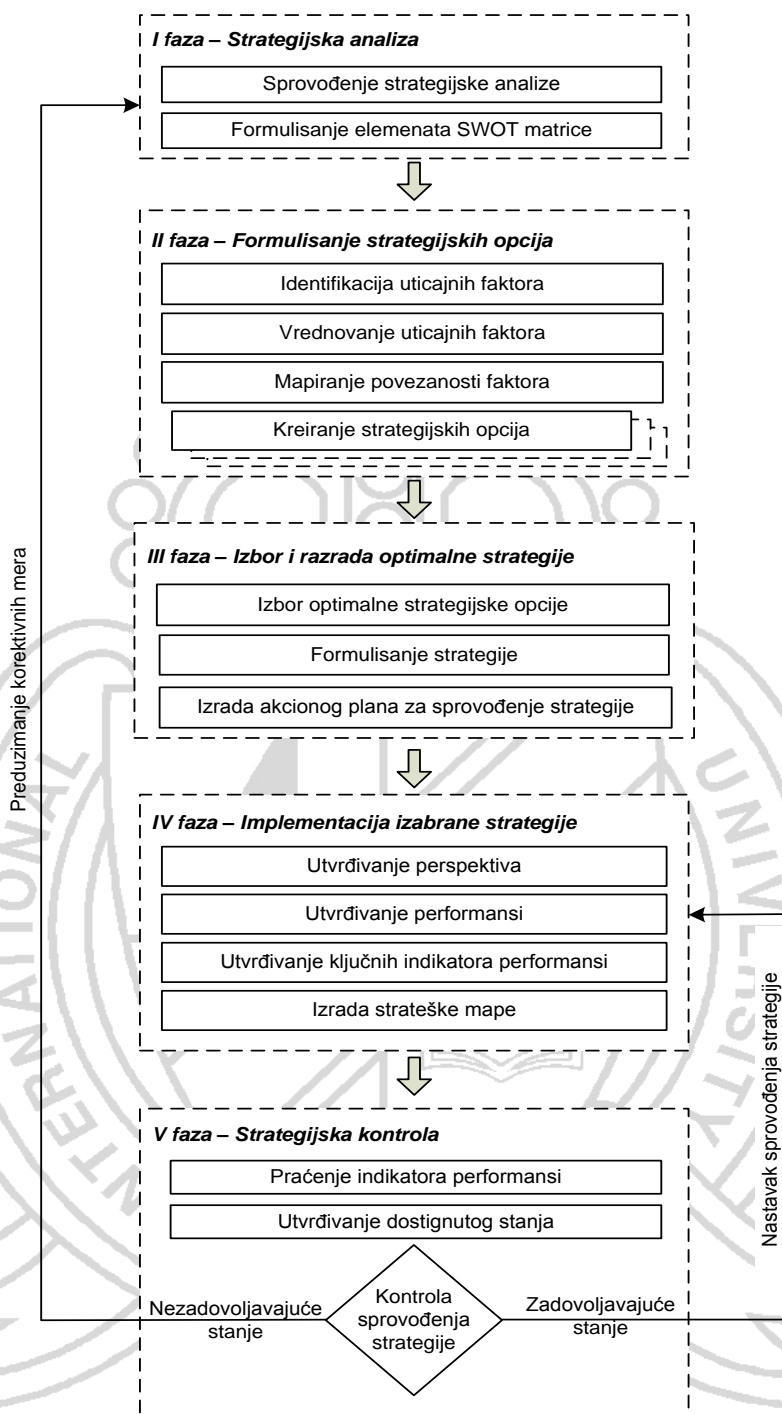 I faza – Strategijska analiza
Sprovođenje strategijske analize
Formulisanje elemenata SWOT matrice
II faza – Formulisanje strategijskih opcija
Identifikacija uticajnih faktora
Vrednovanje uticajnih faktora
Mapiranje povezanosti faktora
Kreiranje strategijskih opcija
III faza – Izbor i razrada optimalne strategije
Izbor optimalne strategijske opcije
Formulisanje strategije
Izrada akcionog plana za sprovođenje strategije
IV faza – Implementacija izabrane strategije
Utvrđivanje perspektiva
Utvrđivanje performansi
Utvrđivanje ključnih indikatora performansi
Izrada strateške mape
V faza – Strategijska kontrola
Praćenje indikatora performansi
Utvrđivanje dostignutog stanja
Kontrola
sprovođenja
strategije
Nezadovoljavajuće
stanje
Zadovoljavajuće
stanje
Preduzimanje korektivnih mera
Nastavak sprovođenja strategije